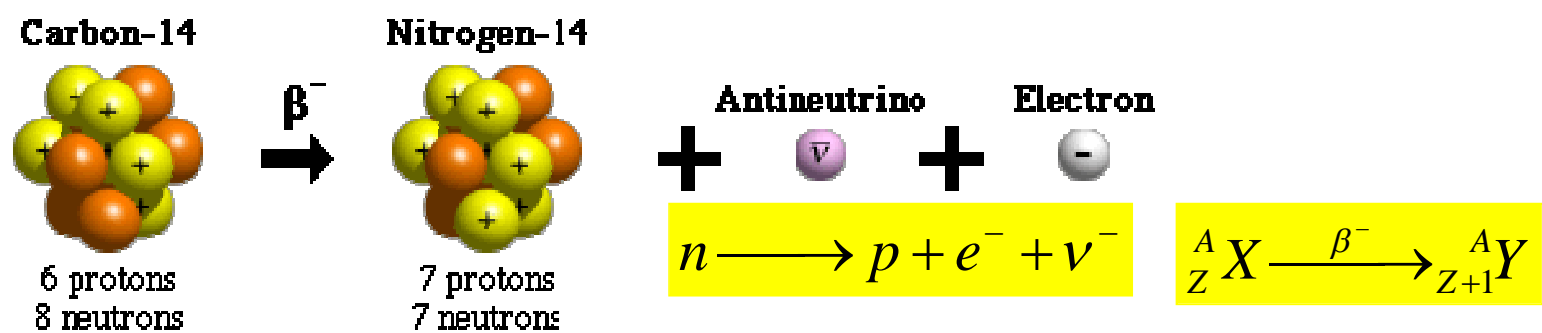 Carbon-14
Nitrogen-14
β⁻
Antineutrino
Electron
+ + + + + +
+ + + + + + +
+ ν̄ + -
6 protons
8 neutrons
7 protons
7 neutrons
n ⟶ p + e⁻ + ν⁻
ᴬ_Z X —β⁻→ ᴬ_Z+1 Y